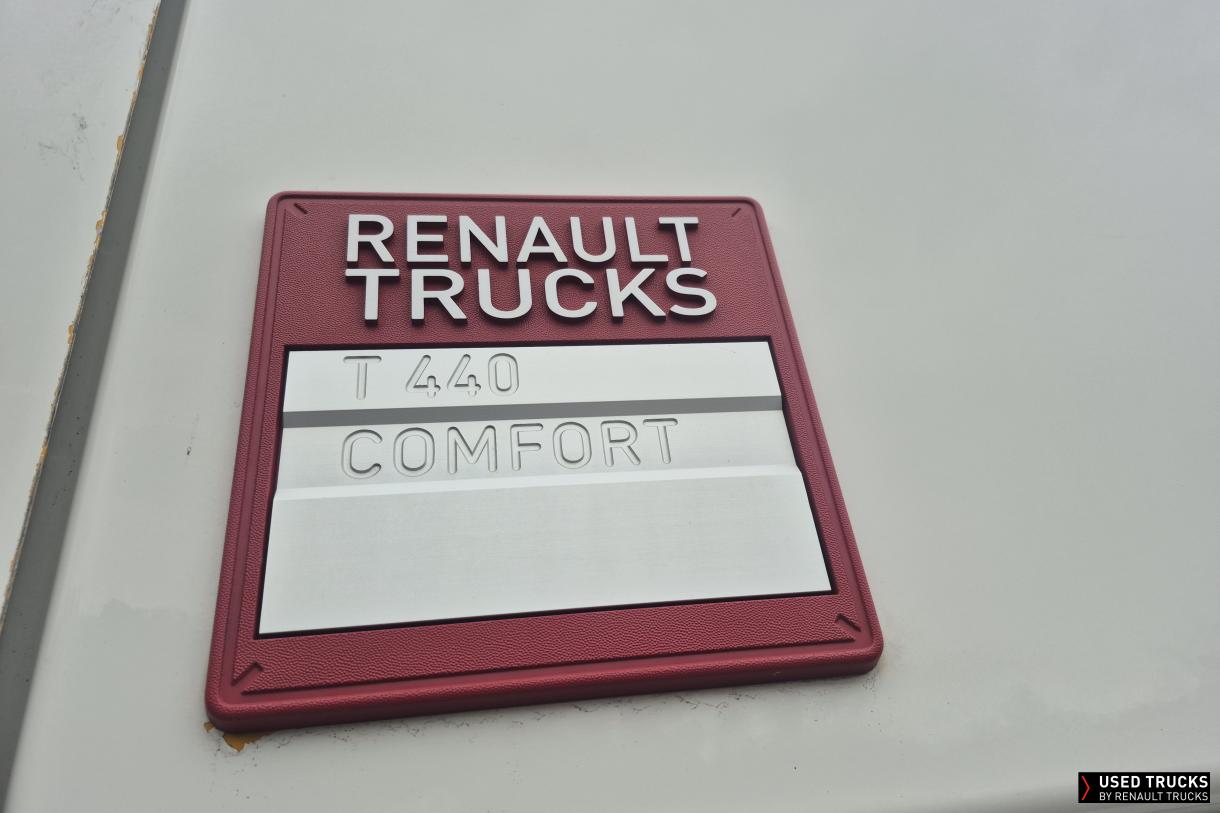 RENAULT
TRUCKS
T 440
COMFORT
USED TRUCKS
BY RENAULT TRUCKS